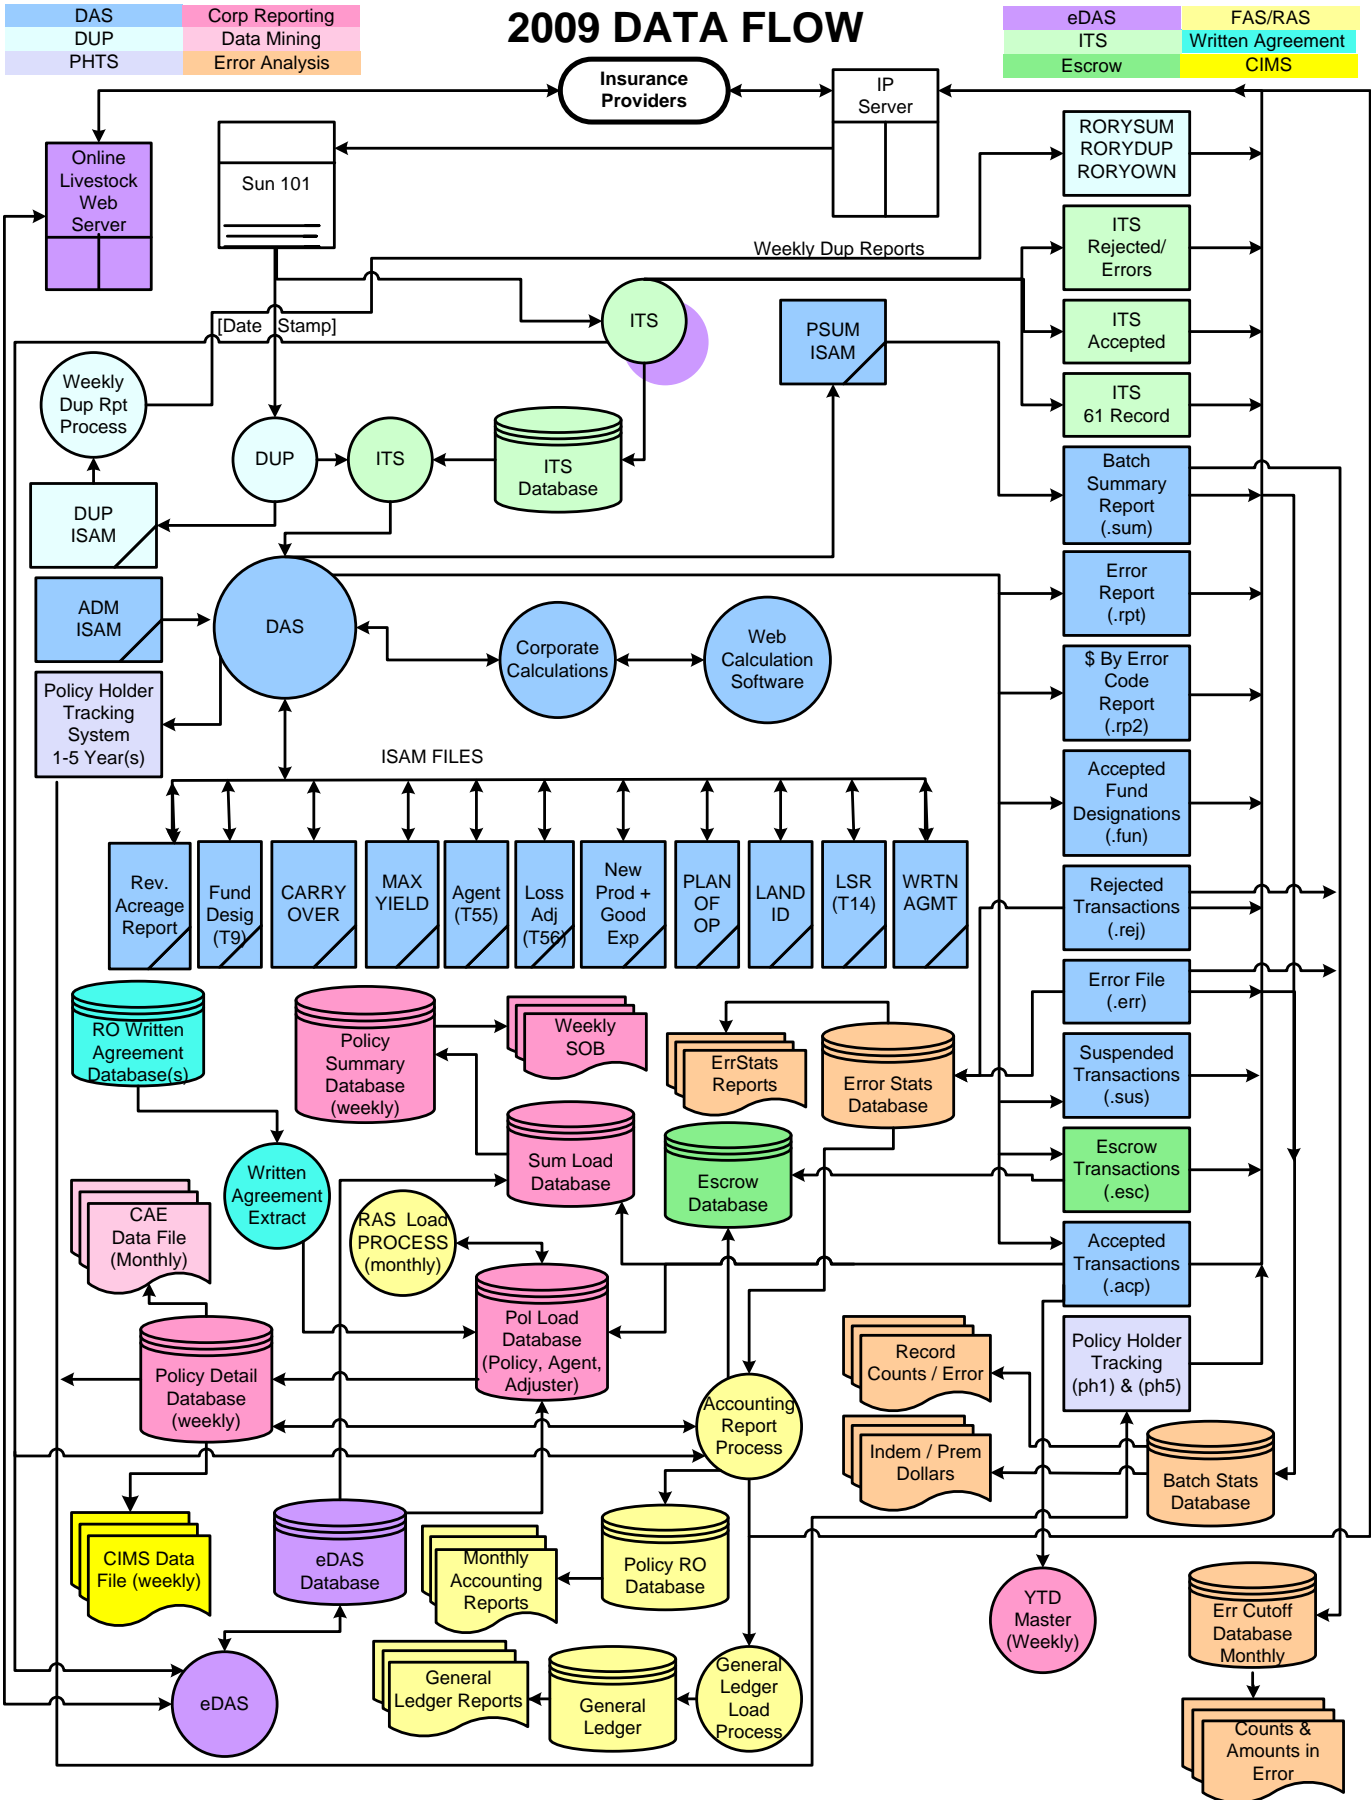 2009 DATA FLOW
DAS
Corp Reporting
DUP
Data Mining
PHTS
Error Analysis
eDAS
FAS/RAS
ITS
Written Agreement
Escrow
CIMS
Insurance
Providers
IP
Server
Online
Livestock
Web
Server
Sun 101
RORYSUM
RORYDUP
RORYOWN
Weekly Dup Reports
ITS
Rejected/
Errors
[Date Stamp]
ITS
PSUM
ISAM
ITS
Accepted
Weekly
Dup Rpt
Process
ITS
61 Record
DUP
ITS
ITS
Database
Batch
Summary
Report
(.sum)
DUP
ISAM
Error
Report
(.rpt)
ADM
ISAM
DAS
Corporate
Calculations
Web
Calculation
Software
$ By Error
Code
Report
(.rp2)
Policy Holder
Tracking
System
1-5 Year(s)
ISAM FILES
Accepted
Fund
Designations
(.fun)
Rev.
Acreage
Report
Fund
Desig
(T9)
CARRY
OVER
MAX
YIELD
Agent
(T55)
Loss
Adj
(T56)
New
Prod +
Good
Exp
PLAN
OF
OP
LAND
ID
LSR
(T14)
WRTN
AGMT
Rejected
Transactions
(.rej)
Error File
(.err)
RO Written
Agreement
Database(s)
Policy
Summary
Database
(weekly)
Weekly
SOB
ErrStats
Reports
Error Stats
Database
Suspended
Transactions
(.sus)
Written
Agreement
Extract
Sum Load
Database
Escrow
Database
Escrow
Transactions
(.esc)
CAE
Data File
(Monthly)
RAS Load
PROCESS
(monthly)
Accepted
Transactions
(.acp)
Pol Load
Database
(Policy, Agent,
Adjuster)
Policy Detail
Database
(weekly)
Record
Counts / Error
Policy Holder
Tracking
(ph1) & (ph5)
Accounting
Report
Process
Indem / Prem
Dollars
Batch Stats
Database
CIMS Data
File (weekly)
eDAS
Database
Monthly
Accounting
Reports
Policy RO
Database
YTD
Master
(Weekly)
Err Cutoff
Database
Monthly
eDAS
General
Ledger Reports
General
Ledger
General
Ledger
Load
Process
Counts &
Amounts in
Error